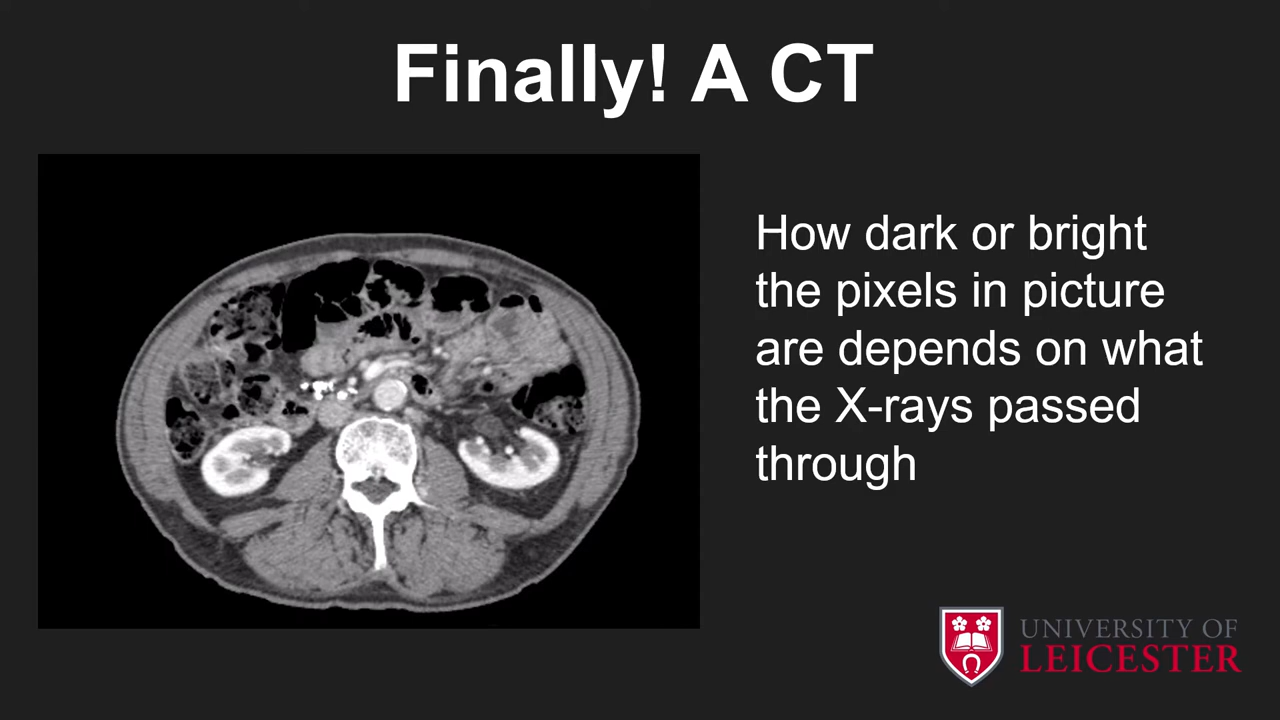 Finally! A CT
How dark or bright
the pixels in picture
are depends on what
the X-rays passed
through
UNIVERSITY OF
LEICESTER